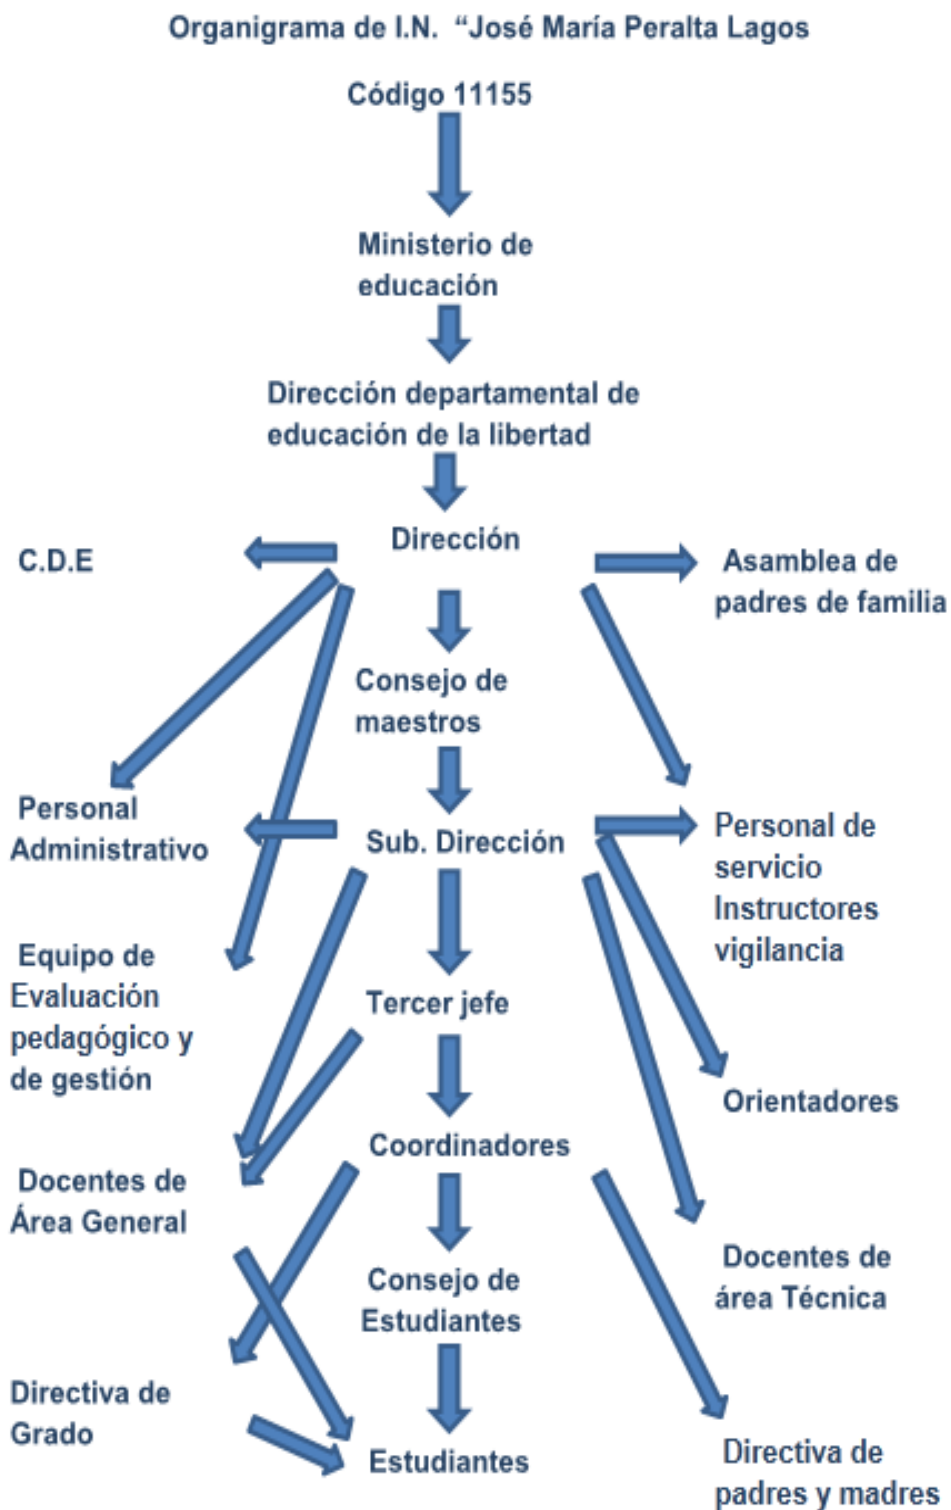 Organigrama de I.N. “José María Peralta Lagos
Código 11155
Ministerio de
educación
Dirección departamental de
educación de la libertad
Dirección
C.D.E
Asamblea de
padres de familia
Consejo de
maestros
Personal
Administrativo
Sub. Dirección
Personal de
servicio
Instructores
vigilancia
Equipo de
Evaluación
pedagógico y
de gestión
Tercer jefe
Orientadores
Coordinadores
Docentes de
Área General
Docentes de
área Técnica
Consejo de
Estudiantes
Directiva de
Grado
Estudiantes
Directiva de
padres y madres